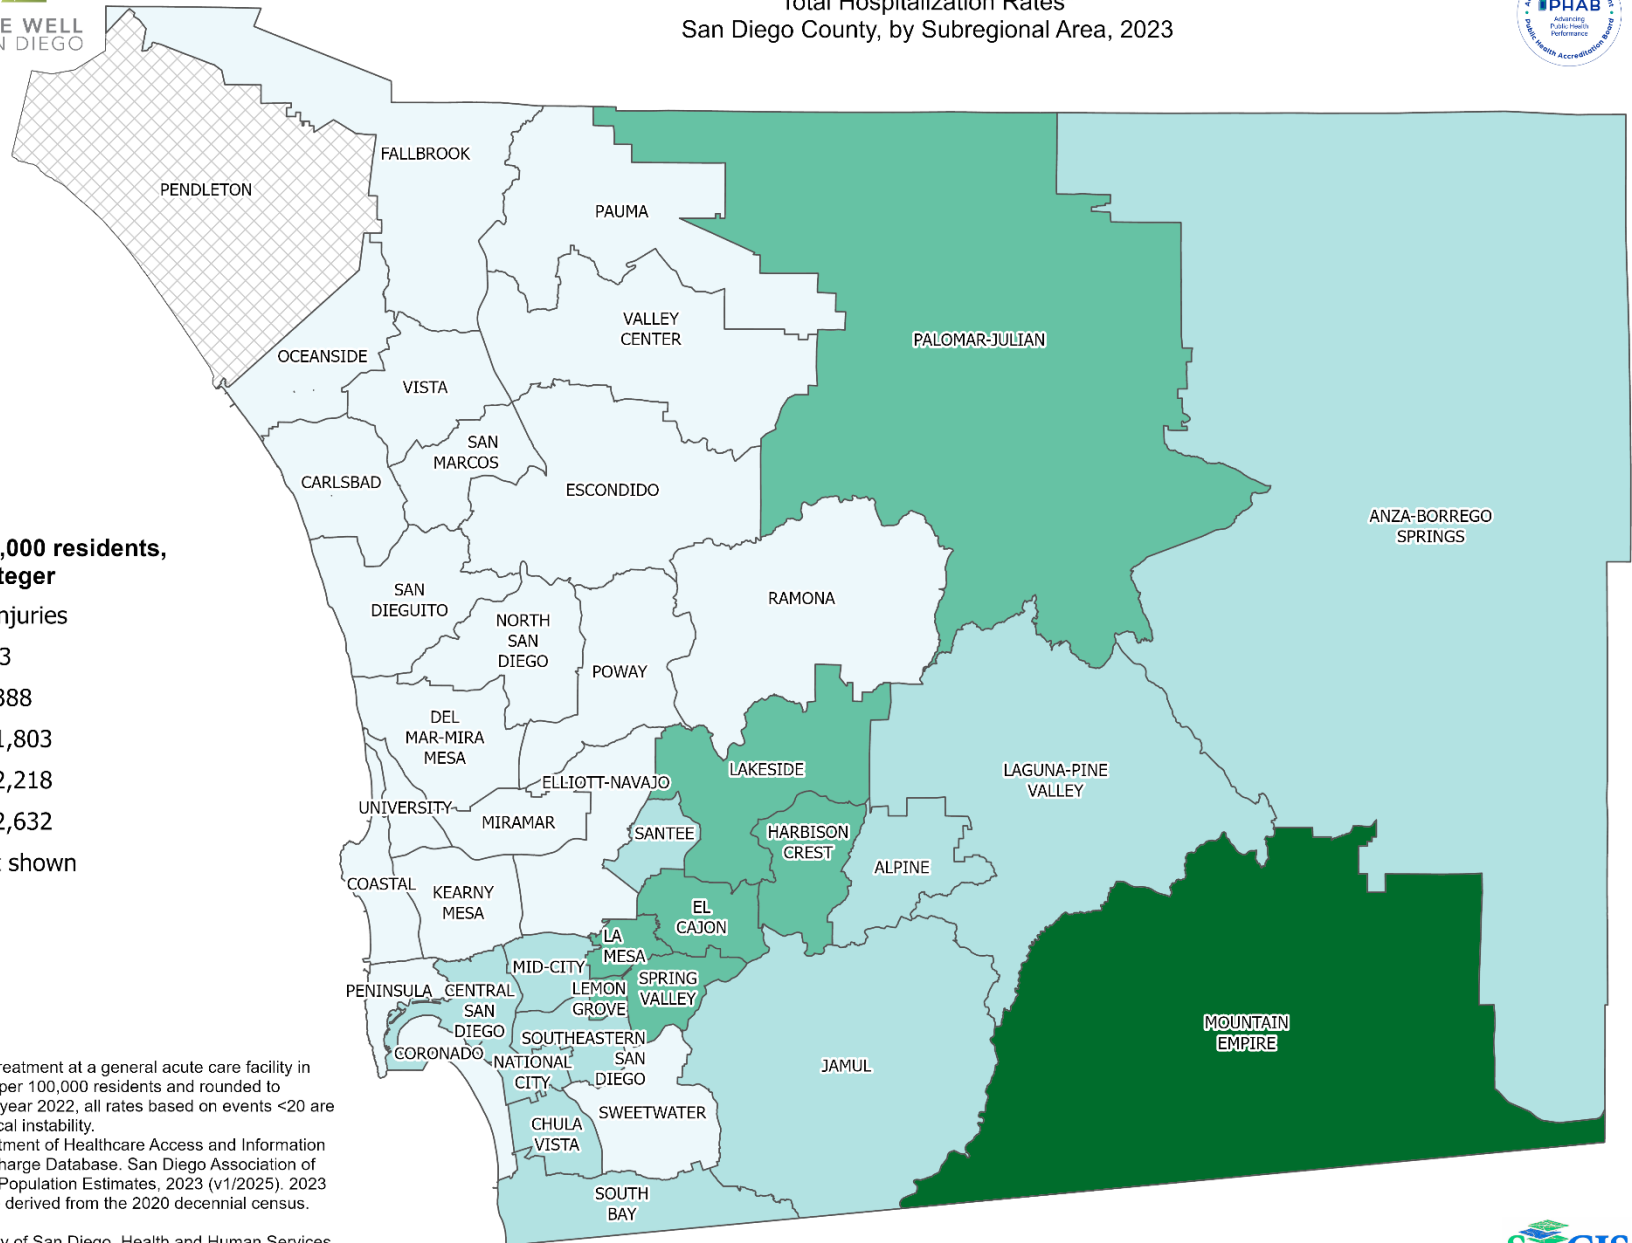 E WELL
N DIEGO
Total Hospitalization Rates
San Diego County, by Subregional Area, 2023
PHAB
Advancing
Public Health
Performance
Public Health Accreditation Board
PENDLETON
FALLBROOK
PAUMA
VALLEY
CENTER
PALOMAR-JULIAN
OCEANSIDE
VISTA
SAN
MARCOS
CARLSBAD
ESCONDIDO
ANZA-BORREGO
SPRINGS
,000 residents,
teger
njuries
3
388
1,803
2,218
2,632
t shown
SAN
DIEGUITO
NORTH
SAN
DIEGO
RAMONA
POWAY
DEL
MAR-MIRA
MESA
ELLIOTT-NAVAJO
LAKESIDE
LAGUNA-PINE
VALLEY
UNIVERSITY
MIRAMAR
SANTEE
HARBISON
CREST
ALPINE
COASTAL
KEARNY
MESA
EL
CAJON
LA
MESA
MID-CITY
SPRING
VALLEY
LEMON
GROVE
PENINSULA
CENTRAL
SAN
DIEGO
MOUNTAIN
EMPIRE
SOUTHEASTERN
SAN
DIEGO
CORONADO
NATIONAL
CITY
JAMUL
SWEETWATER
CHULA
VISTA
SOUTH
BAY
reatment at a general acute care facility in
per 100,000 residents and rounded to
year 2022, all rates based on events <20 are
cal instability.
tment of Healthcare Access and Information
harge Database. San Diego Association of
Population Estimates, 2023 (v1/2025). 2023
derived from the 2020 decennial census.
y of San Diego, Health and Human Services